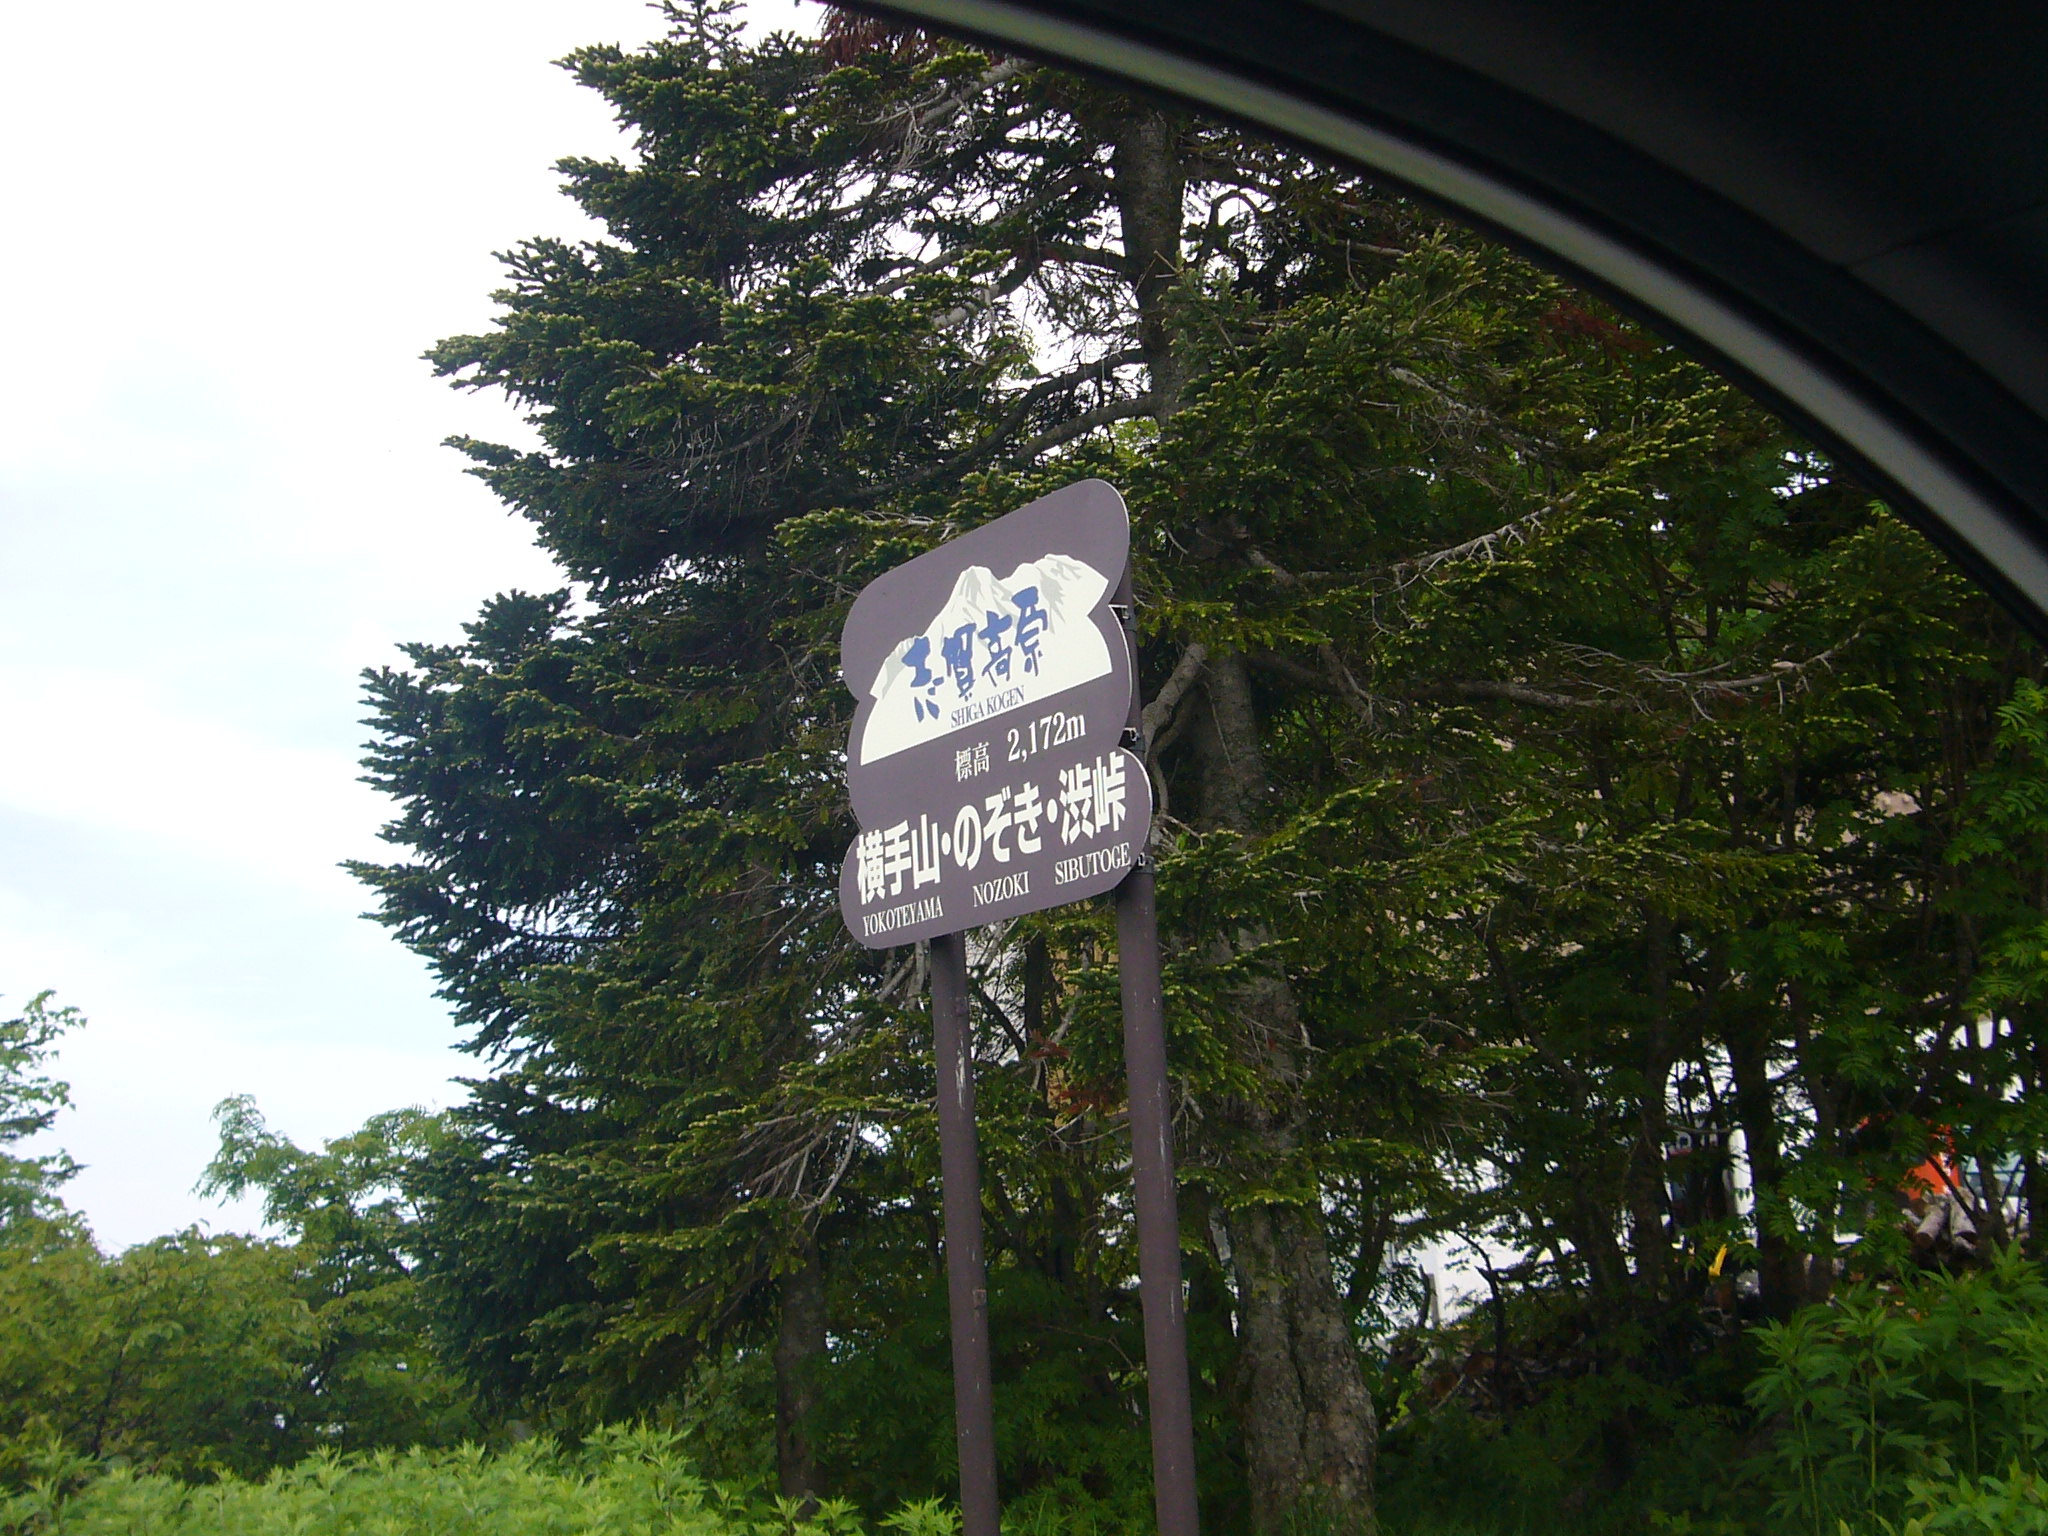 志賀高原
SHIGA KOGEN
標高 2,172m
横手山・のぞき・渋峠
YOKOTEYAMA NOZOKI SIBUTOGE